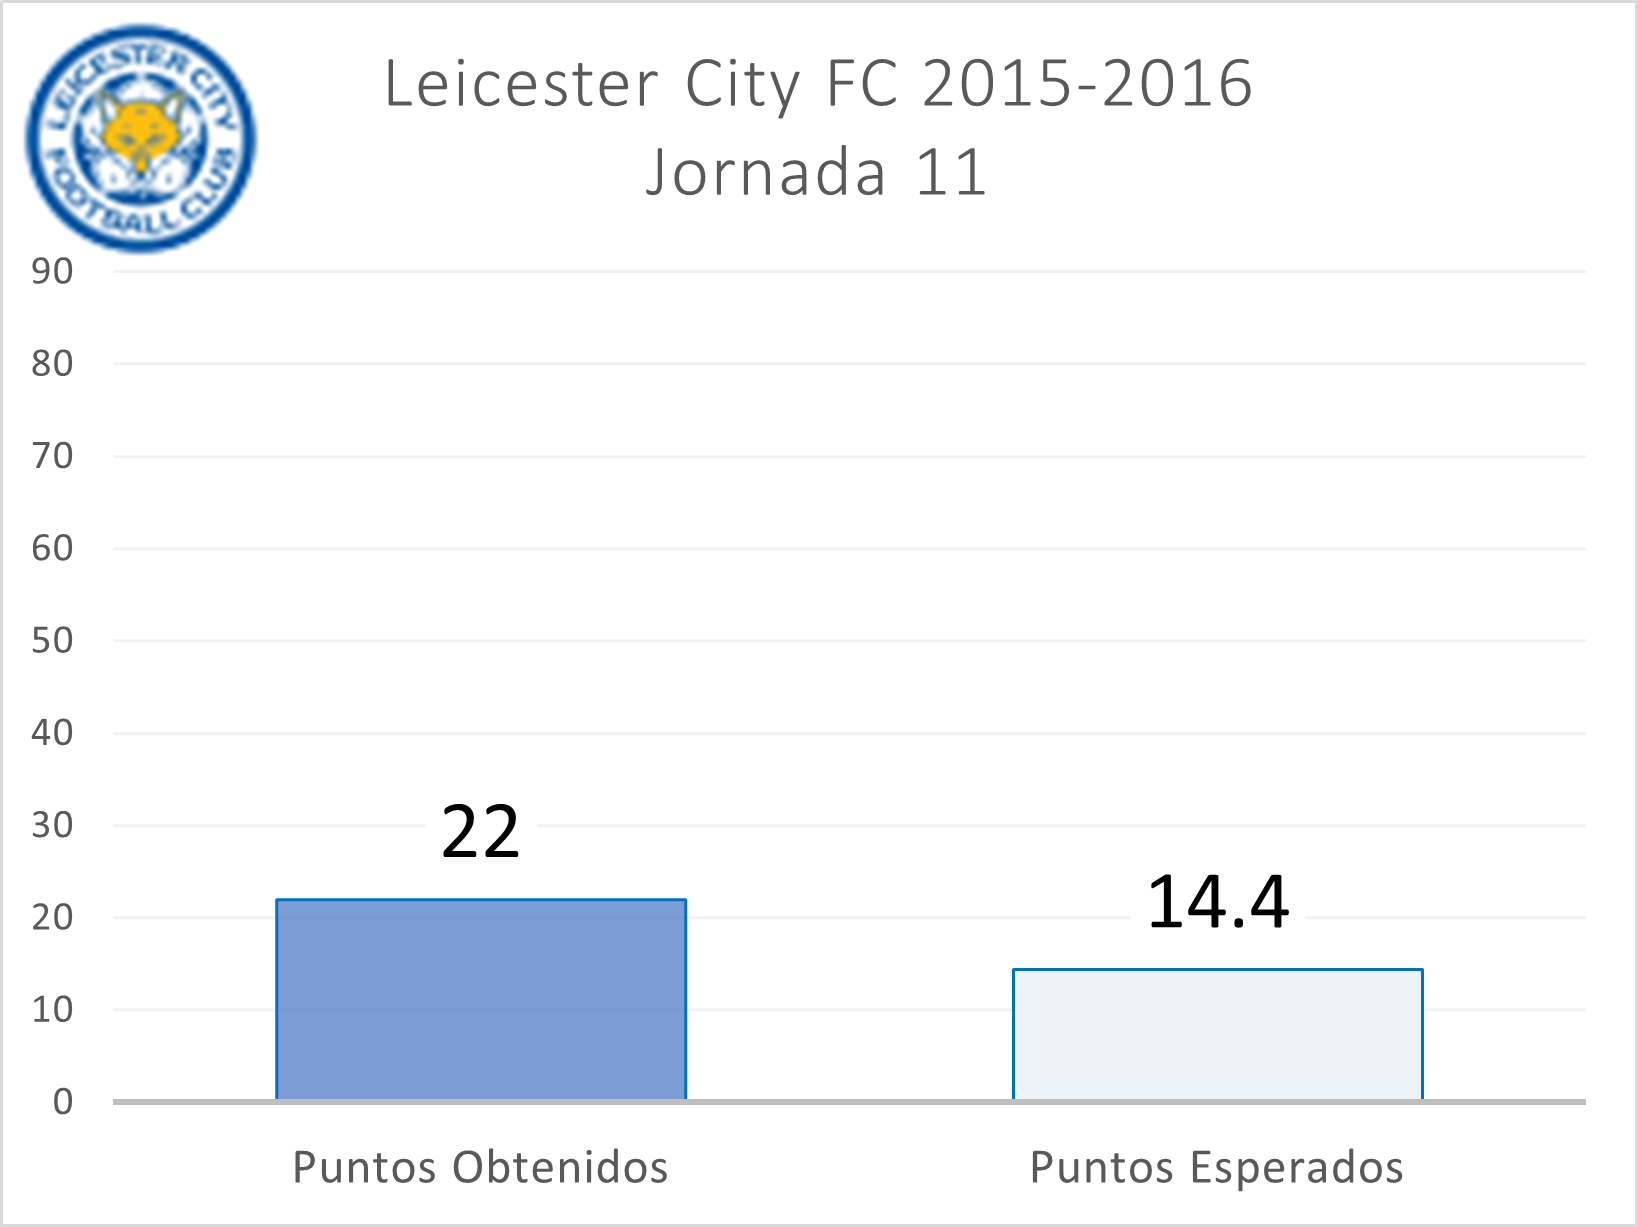 LEICESTER CITY
FOOTBALL CLUB
Leicester City FC 2015-2016
Jornada 11
90
80
70
60
50
40
30
20
10
0
22
14.4
Puntos Obtenidos
Puntos Esperados